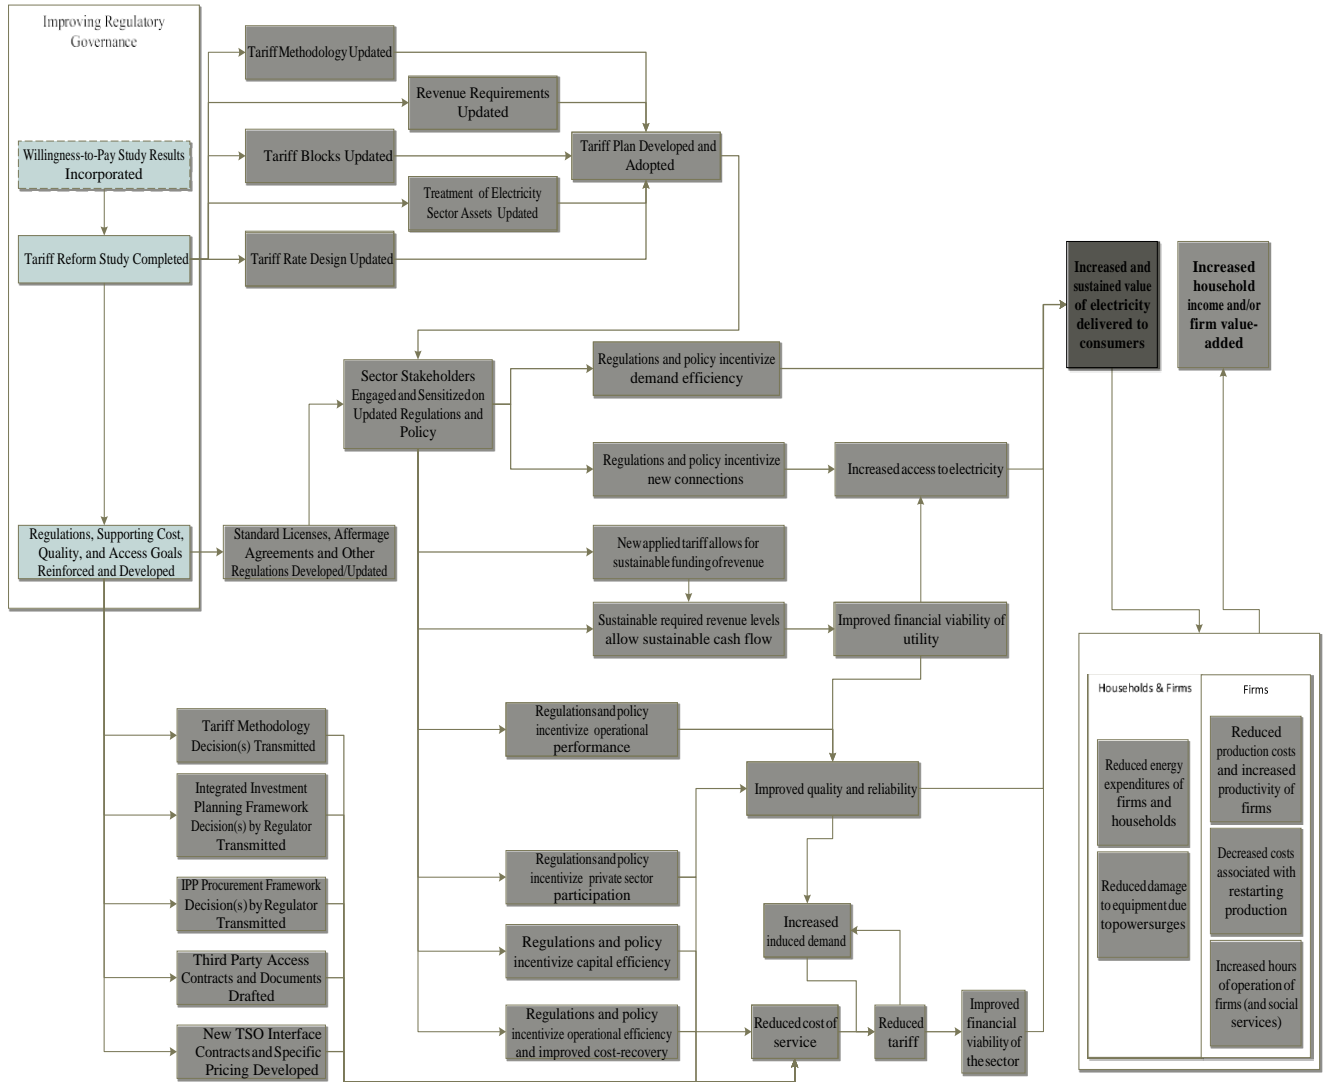 Improving Regulatory
Governance
Willingness-to-Pay Study Results
Incorporated
Tariff Reform Study Completed
Regulations, Supporting Cost,
Quality, and Access Goals
Reinforced and Developed
Tariff Methodology Updated
Revenue Requirements
Updated
Tariff Blocks Updated
Treatment of Electricity
Sector Assets Updated
Tariff Rate Design Updated
Tariff Plan Developed and
Adopted
Sector Stakeholders
Engaged and Sensitized on
Updated Regulations and
Policy
Standard Licenses, Affermage
Agreements and Other
Regulations Developed/Updated
Regulations and policy incentivize
demand efficiency
Regulations and policy incentivize
new connections
Increased access to electricity
New applied tariff allows for
sustainable funding of revenue
Sustainable required revenue levels
allow sustainable cash flow
Improved financial viability of
utility
Tariff Methodology
Decision(s) Transmitted
Integrated Investment
Planning Framework
Decision(s) by Regulator
Transmitted
IPP Procurement Framework
Decision(s) by Regulator
Transmitted
Third Party Access
Contracts and Documents
Drafted
New TSO Interface
Contracts and Specific
Pricing Developed
Regulations and policy
incentivize operational
performance
Improved quality and reliability
Regulations and policy
incentivize private sector
participation
Regulations and policy
incentivize capital efficiency
Regulations and policy
incentivize operational efficiency
and improved cost-recovery
Increased
induced demand
Reduced cost of
service
Reduced
tariff
Improved
financial
viability of
the sector
Increased and
sustained value
of electricity
delivered to
consumers
Increased
household
income and/or
firm value-
added
Households & Firms
Reduced energy
expenditures of
firms and
households
Reduced damage
to equipment due
to power surges
Firms
Reduced
production costs
and increased
productivity of
firms
Decreased costs
associated with
restarting
production
Increased hours
of operation of
firms (and social
services)